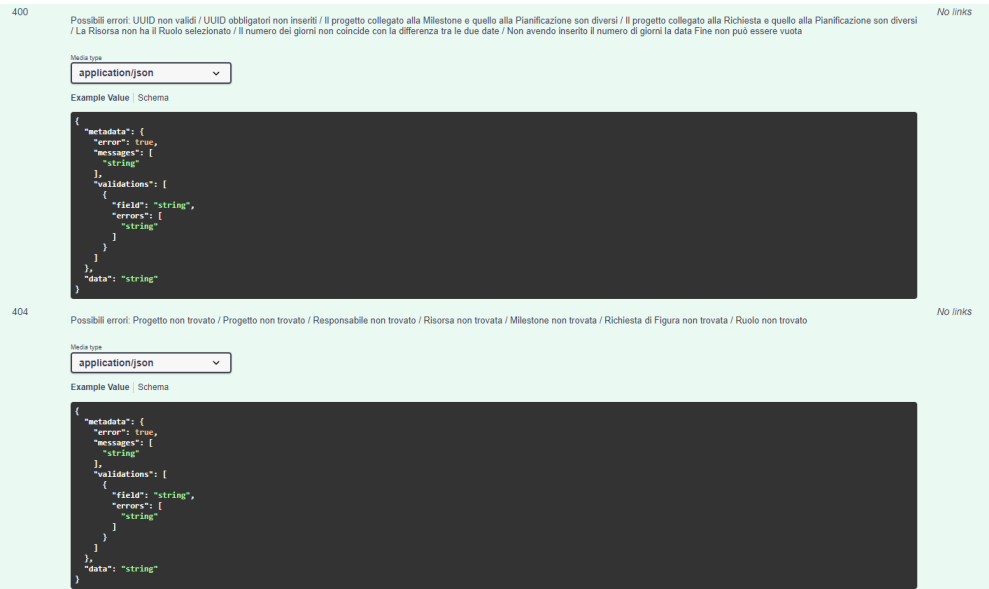 400
No links
Possibili errori: UUID non validi / UUID obbligatori non inseriti / Il progetto collegato alla Milestone e quello alla Pianificazione son diversi / Il progetto collegato alla Richiesta e quello alla Pianificazione son diversi
/ La Risorsa non ha il Ruolo selezionato / Il numero dei giorni non coincide con la differenza tra le due date / Non avendo inserito il numero di giorni la data Fine non può essere vuota
Media type
application/json
Example Value | Schema
{
  "metadata": {
    "error": true,
    "messages": [
      "string"
    ],
    "validations": [
      {
        "field": "string",
        "errors": [
          "string"
        ]
      }
    ]
  },
  "data": "string"
}
404
No links
Possibili errori: Progetto non trovato / Progetto non trovato / Responsabile non trovato / Risorsa non trovata / Milestone non trovata / Richiesta di Figura non trovata / Ruolo non trovato
Media type
application/json
Example Value | Schema
{
  "metadata": {
    "error": true,
    "messages": [
      "string"
    ],
    "validations": [
      {
        "field": "string",
        "errors": [
          "string"
        ]
      }
    ]
  },
  "data": "string"
}